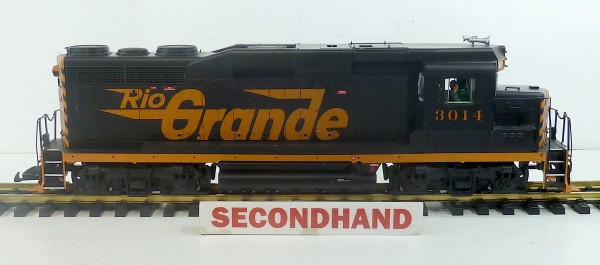 Rio
Grande
3014
SECONDHAND